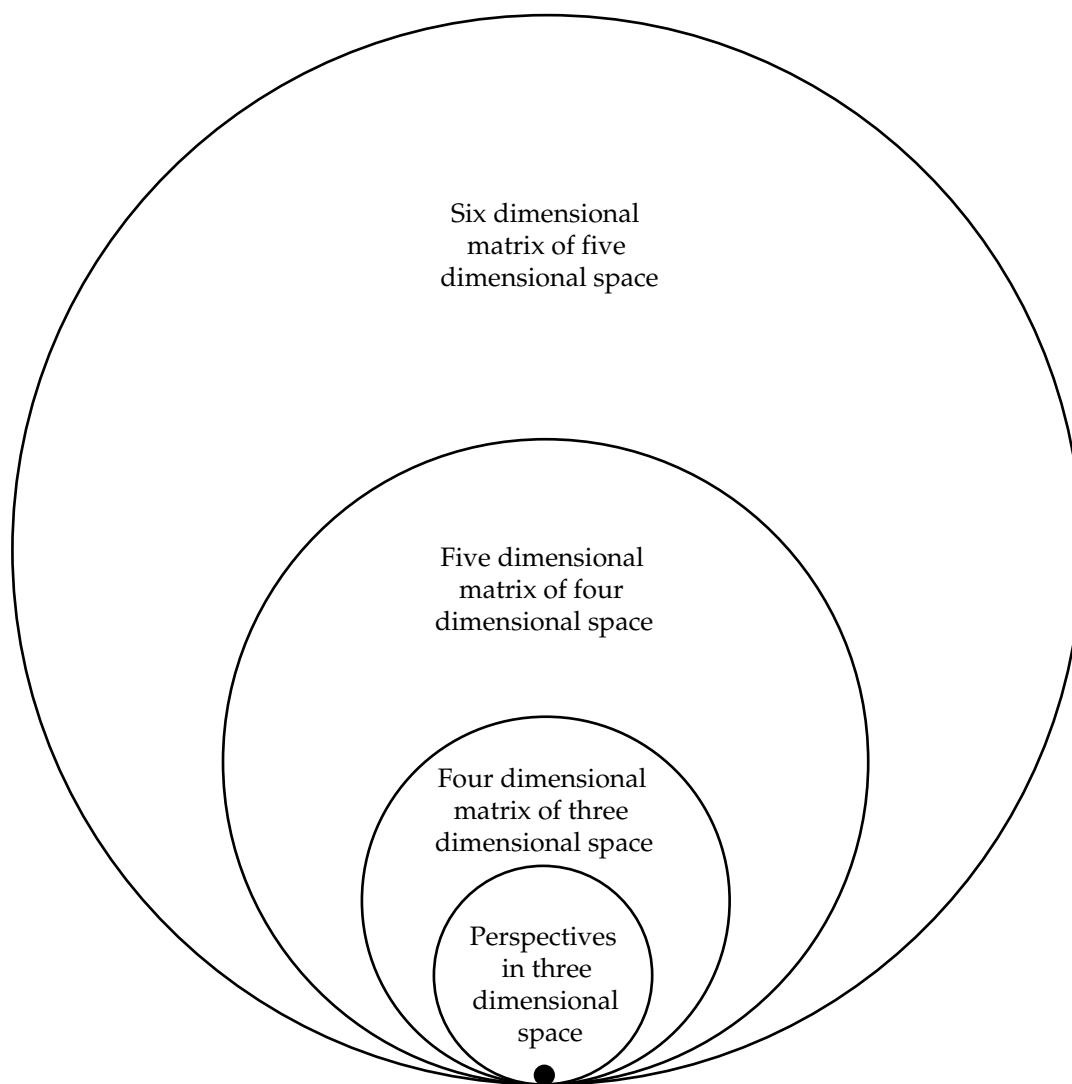 Six dimensional
matrix of five
dimensional space
Five dimensional
matrix of four
dimensional space
Four dimensional
matrix of three
dimensional space
Perspectives
in three
dimensional
space